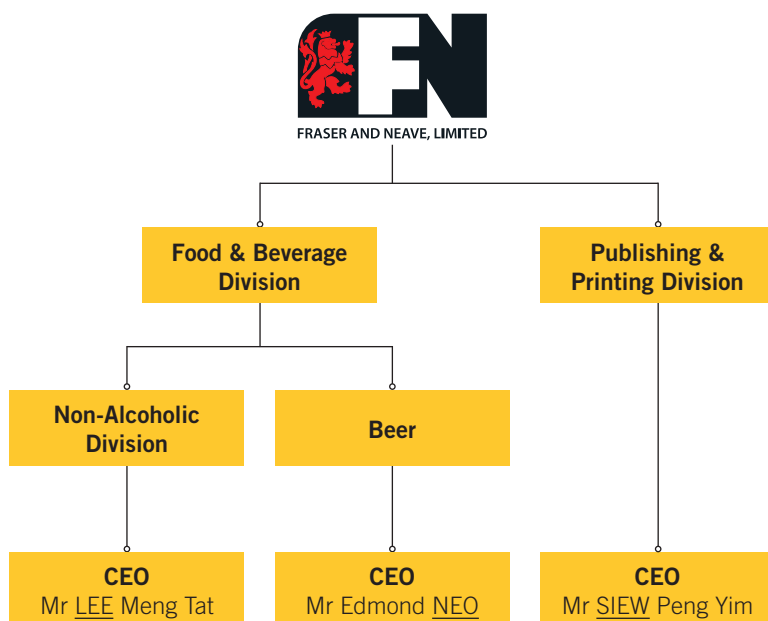 FN
FRASER AND NEAVE, LIMITED
Food & Beverage
Division
Publishing &
Printing Division
Non-Alcoholic
Division
Beer
CEO
Mr LEE Meng Tat
CEO
Mr Edmond NEO
CEO
Mr SIEW Peng Yim